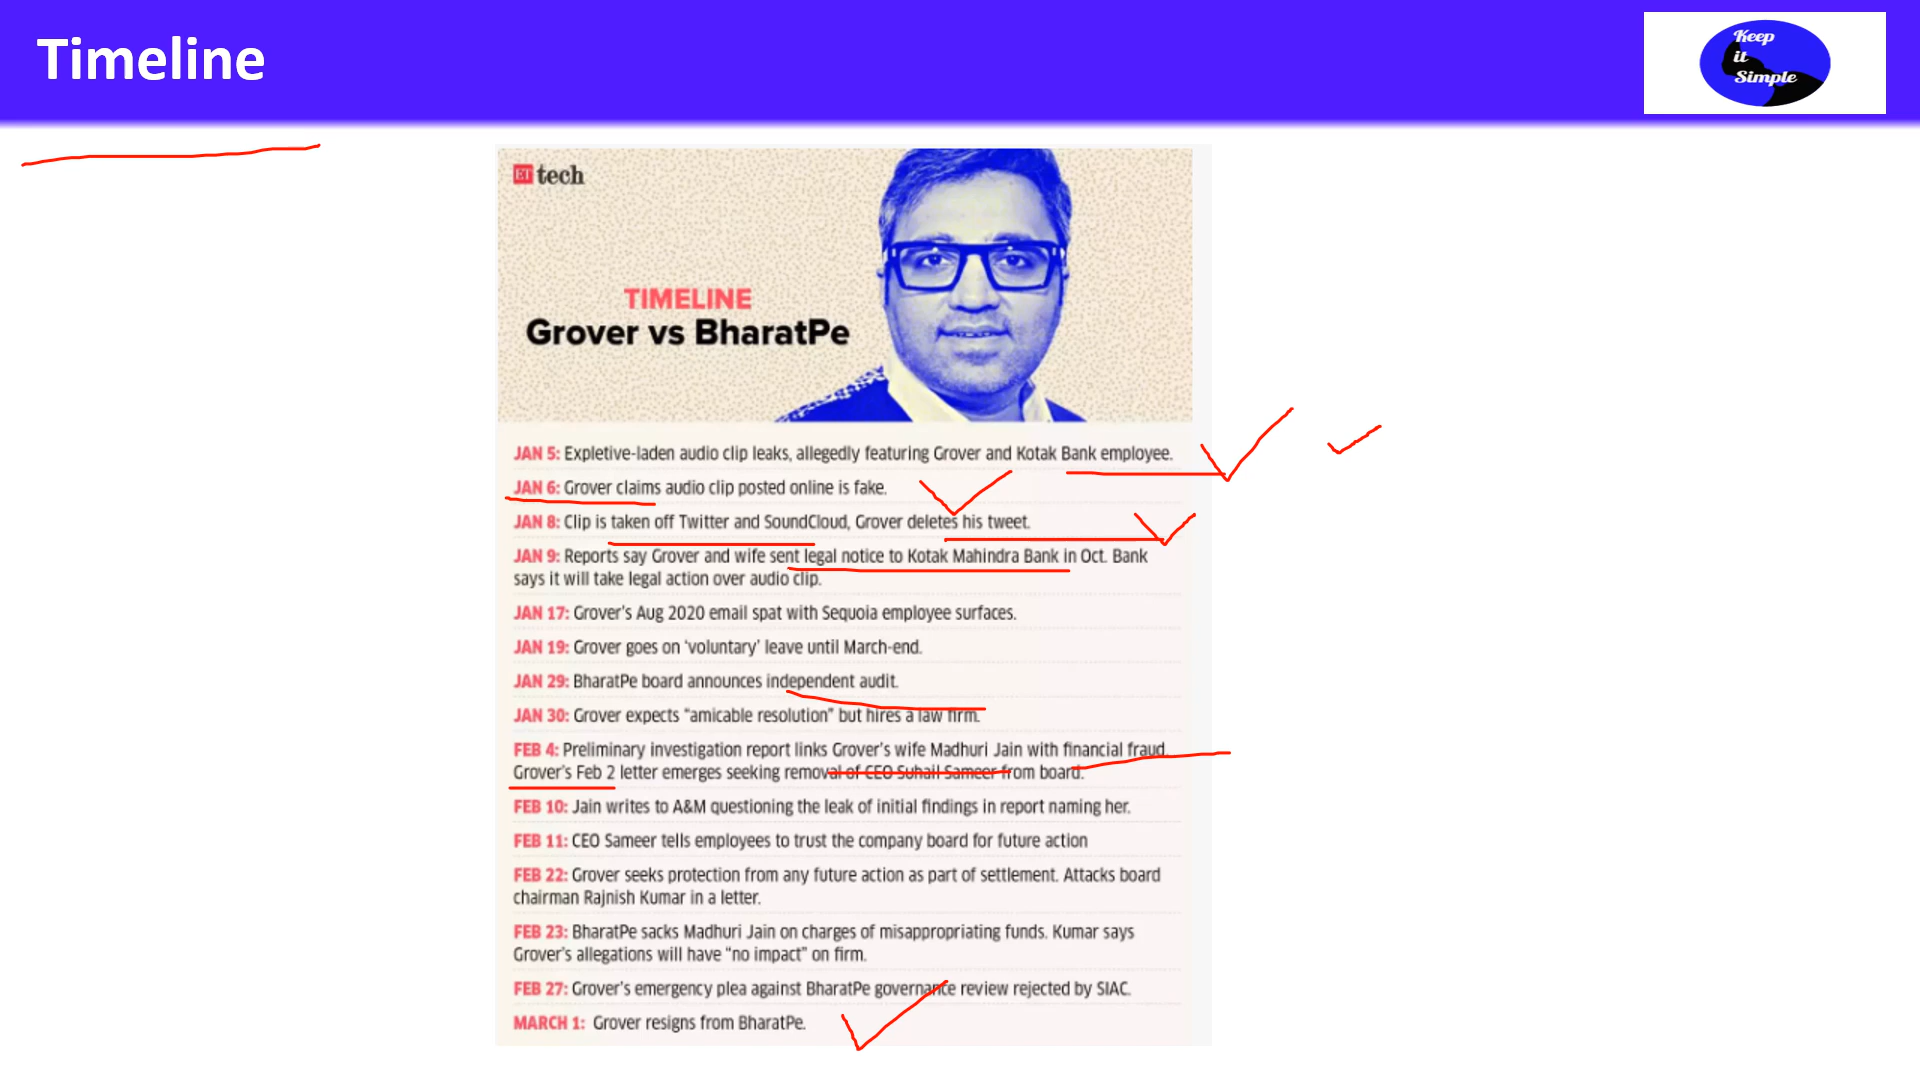 Timeline
Keep
it
Simple
ET tech
TIMELINE
Grover vs BharatPe
JAN 5: Expletive-laden audio clip leaks, allegedly featuring Grover and Kotak Bank employee.
JAN 6: Grover claims audio clip posted online is fake.
JAN 8: Clip is taken off Twitter and SoundCloud, Grover deletes his tweet.
JAN 9: Reports say Grover and wife sent legal notice to Kotak Mahindra Bank in Oct. Bank
says it will take legal action over audio clip.
JAN 17: Grover's Aug 2020 email spat with Sequoia employee surfaces.
JAN 19: Grover goes on 'voluntary' leave until March-end.
JAN 29: BharatPe board announces independent audit.
JAN 30: Grover expects "amicable resolution" but hires a law firm.
FEB 4: Preliminary investigation report links Grover's wife Madhuri Jain with financial fraud.
Grover's Feb 2 letter emerges seeking removal of CEO Suhail Sameer from board.
FEB 10: Jain writes to A&M questioning the leak of initial findings in report naming her.
FEB 11: CEO Sameer tells employees to trust the company board for future action
FEB 22: Grover seeks protection from any future action as part of settlement. Attacks board
chairman Rajnish Kumar in a letter.
FEB 23: BharatPe sacks Madhuri Jain on charges of misappropriating funds. Kumar says
Grover's allegations will have "no impact" on firm.
FEB 27: Grover's emergency plea against BharatPe governance review rejected by SIAC.
MARCH 1: Grover resigns from BharatPe.